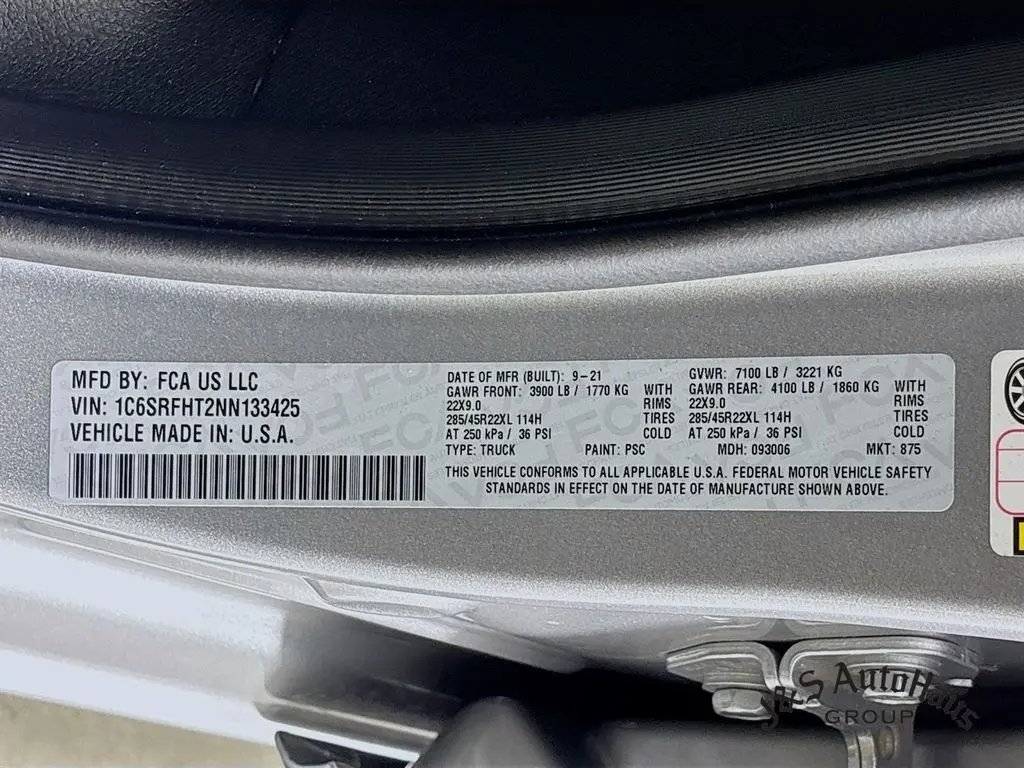 MFD BY: FCA US LLC
VIN: 1C6SRFHT2NN133425
VEHICLE MADE IN: U.S.A.
DATE OF MFR (BUILT): 9-21
GVWR: 7100 LB / 3221 KG
GAWR FRONT: 3900 LB / 1770 KG WITH
22X9.0 RIMS
285/45R22XL 114H TIRES
AT 250 kPa / 36 PSI COLD
GAWR REAR: 4100 LB / 1860 KG WITH
22X9.0 RIMS
285/45R22XL 114H TIRES
AT 250 kPa / 36 PSI COLD
TYPE: TRUCK PAINT: PSC MDH: 093006 MKT: 875
THIS VEHICLE CONFORMS TO ALL APPLICABLE U.S.A. FEDERAL MOTOR VEHICLE SAFETY
STANDARDS IN EFFECT ON THE DATE OF MANUFACTURE SHOWN ABOVE.
S&S AutoHaus
GROUP